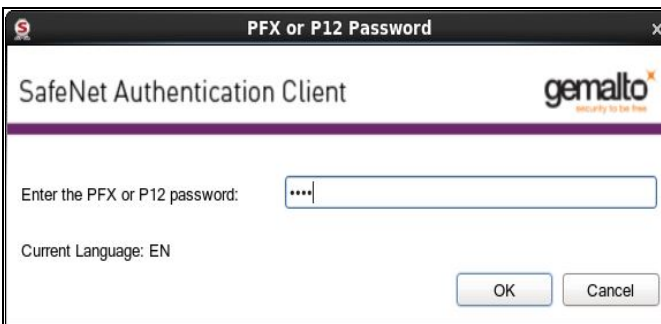 PFX or P12 Password
SafeNet Authentication Client
gemalto
security to be free
Enter the PFX or P12 password:
Current Language: EN
OK Cancel